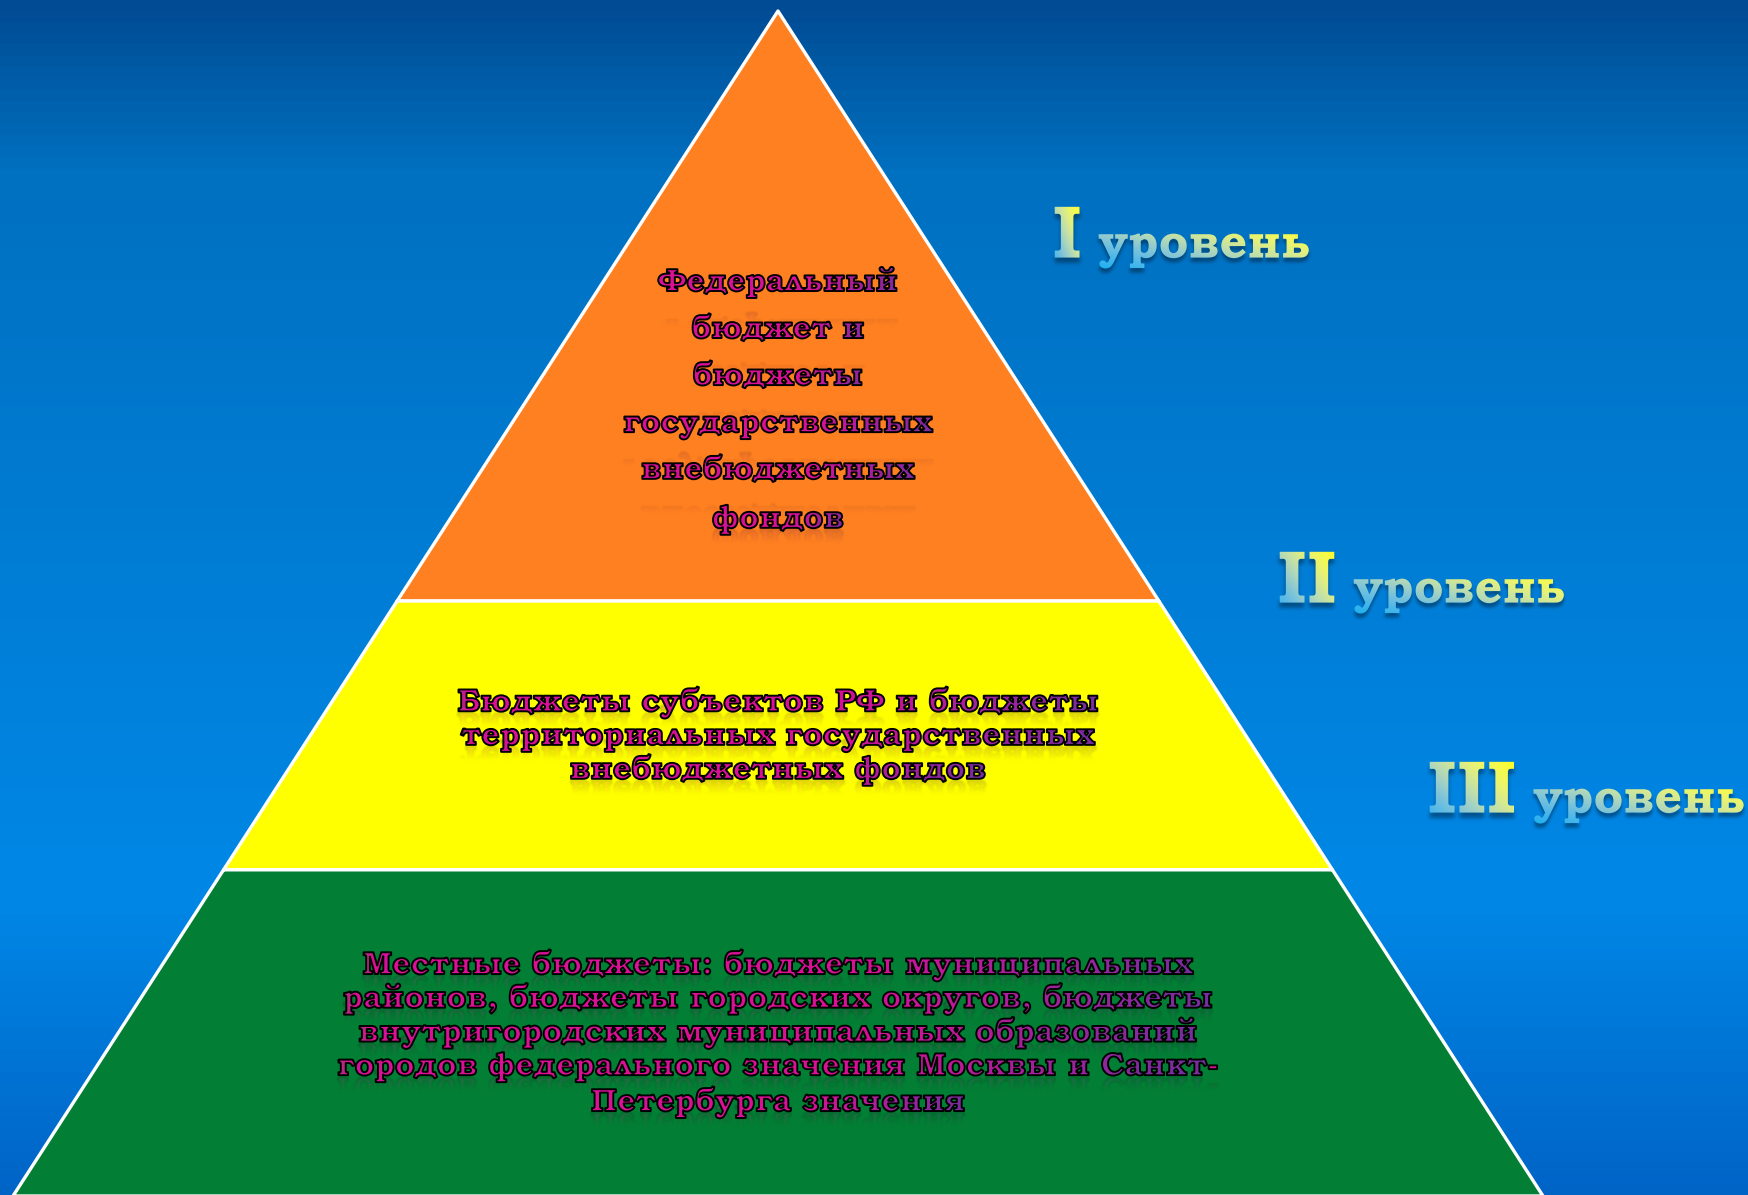 I уровень
Федеральный
бюджет и
бюджеты
государственных
внебюджетных
фондов
II уровень
Бюджеты субъектов РФ и бюджеты
территориальных государственных
внебюджетных фондов
III уровень
Местные бюджеты: бюджеты муниципальных
районов, бюджеты городских округов, бюджеты
внутригородских муниципальных образований
городов федерального значения Москвы и Санкт-
Петербурга значения